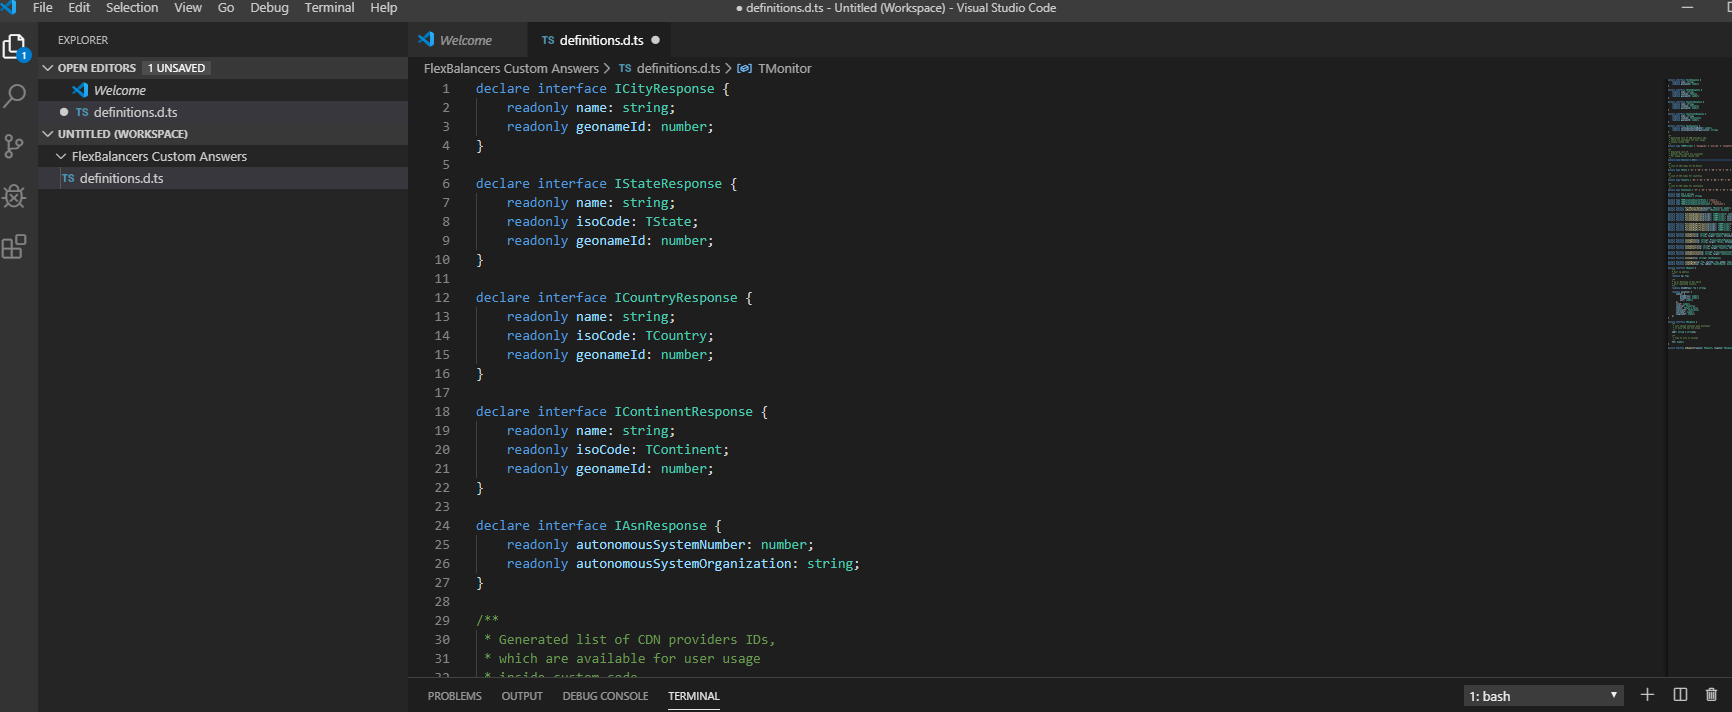 File Edit Selection View Go Debug Terminal Help
● definitions.d.ts - Untitled (Workspace) - Visual Studio Code
EXPLORER
Welcome
TS definitions.d.ts ●
OPEN EDITORS 1 UNSAVED
Welcome
● TS definitions.d.ts
UNTITLED (WORKSPACE)
FlexBalancers Custom Answers
TS definitions.d.ts
1
FlexBalancers Custom Answers > TS definitions.d.ts > TMonitor
1 declare interface ICityResponse {
2 readonly name: string;
3 readonly geonameId: number;
4 }
5
6 declare interface IStateResponse {
7 readonly name: string;
8 readonly isoCode: TState;
9 readonly geonameId: number;
10 }
11
12 declare interface ICountryResponse {
13 readonly name: string;
14 readonly isoCode: TCountry;
15 readonly geonameId: number;
16 }
17
18 declare interface IContinentResponse {
19 readonly name: string;
20 readonly isoCode: TContinent;
21 readonly geonameId: number;
22 }
23
24 declare interface IAsnResponse {
25 readonly autonomousSystemNumber: number;
26 readonly autonomousSystemOrganization: string;
27 }
28
29 /**
30 * Generated list of CDN providers IDs,
31 * which are available for user usage
32 * inside custom code
PROBLEMS OUTPUT DEBUG CONSOLE TERMINAL
1: bash